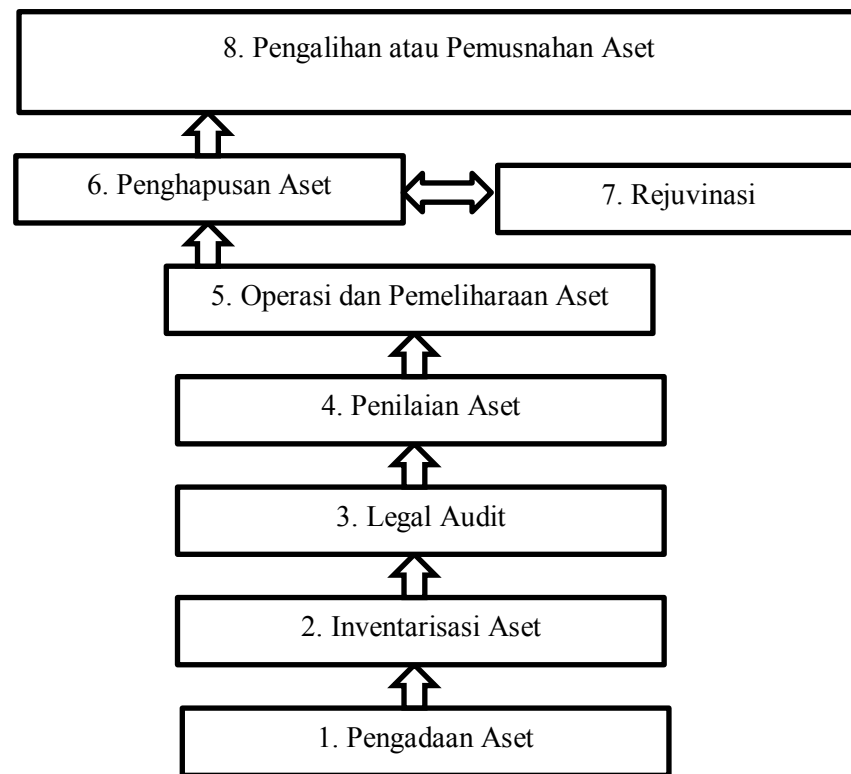 8. Pengalihan atau Pemusnahan Aset
6. Penghapusan Aset
7. Rejuvinasi
5. Operasi dan Pemeliharaan Aset
4. Penilaian Aset
3. Legal Audit
2. Inventarisasi Aset
1. Pengadaan Aset